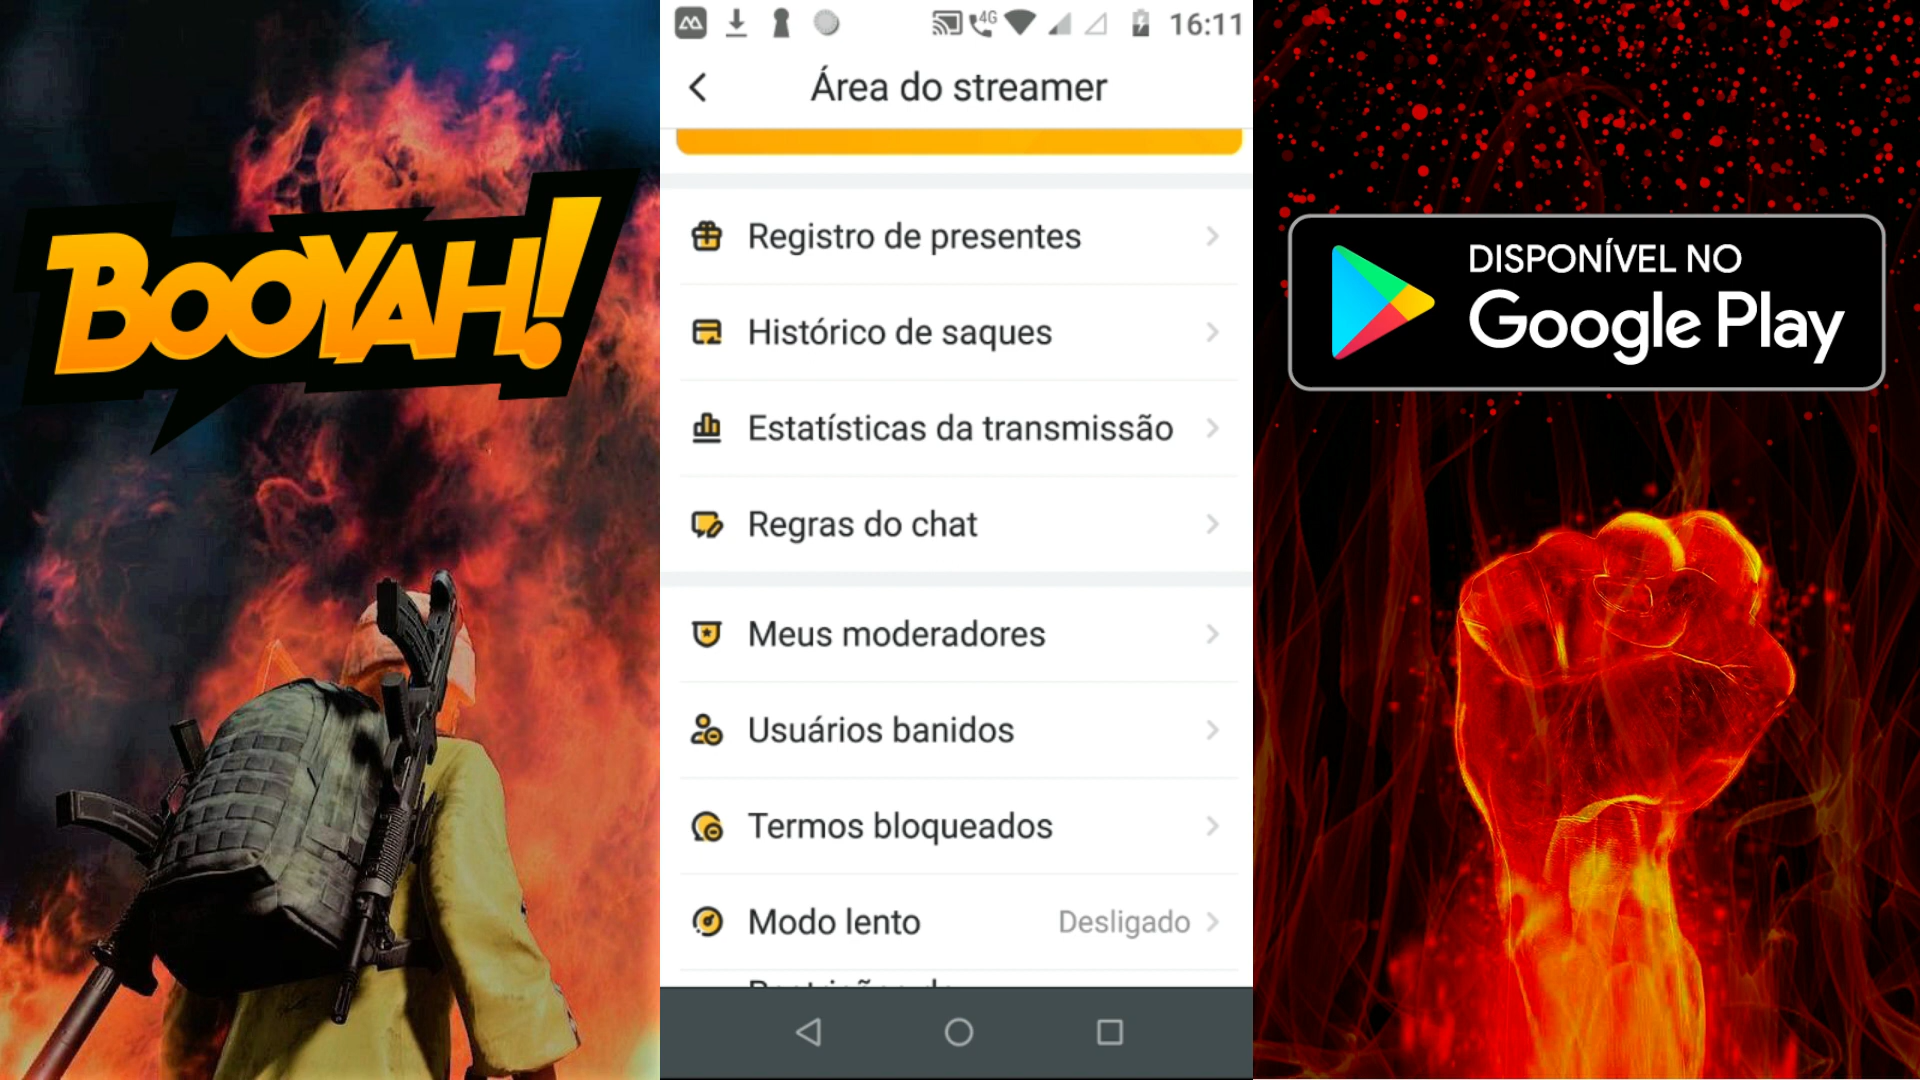 BOOYAH!
4G
16:11
Área do streamer
Registro de presentes
Histórico de saques
Estatísticas da transmissão
Regras do chat
Meus moderadores
Usuários banidos
Termos bloqueados
Modo lento Desligado
DISPONÍVEL NO
Google Play